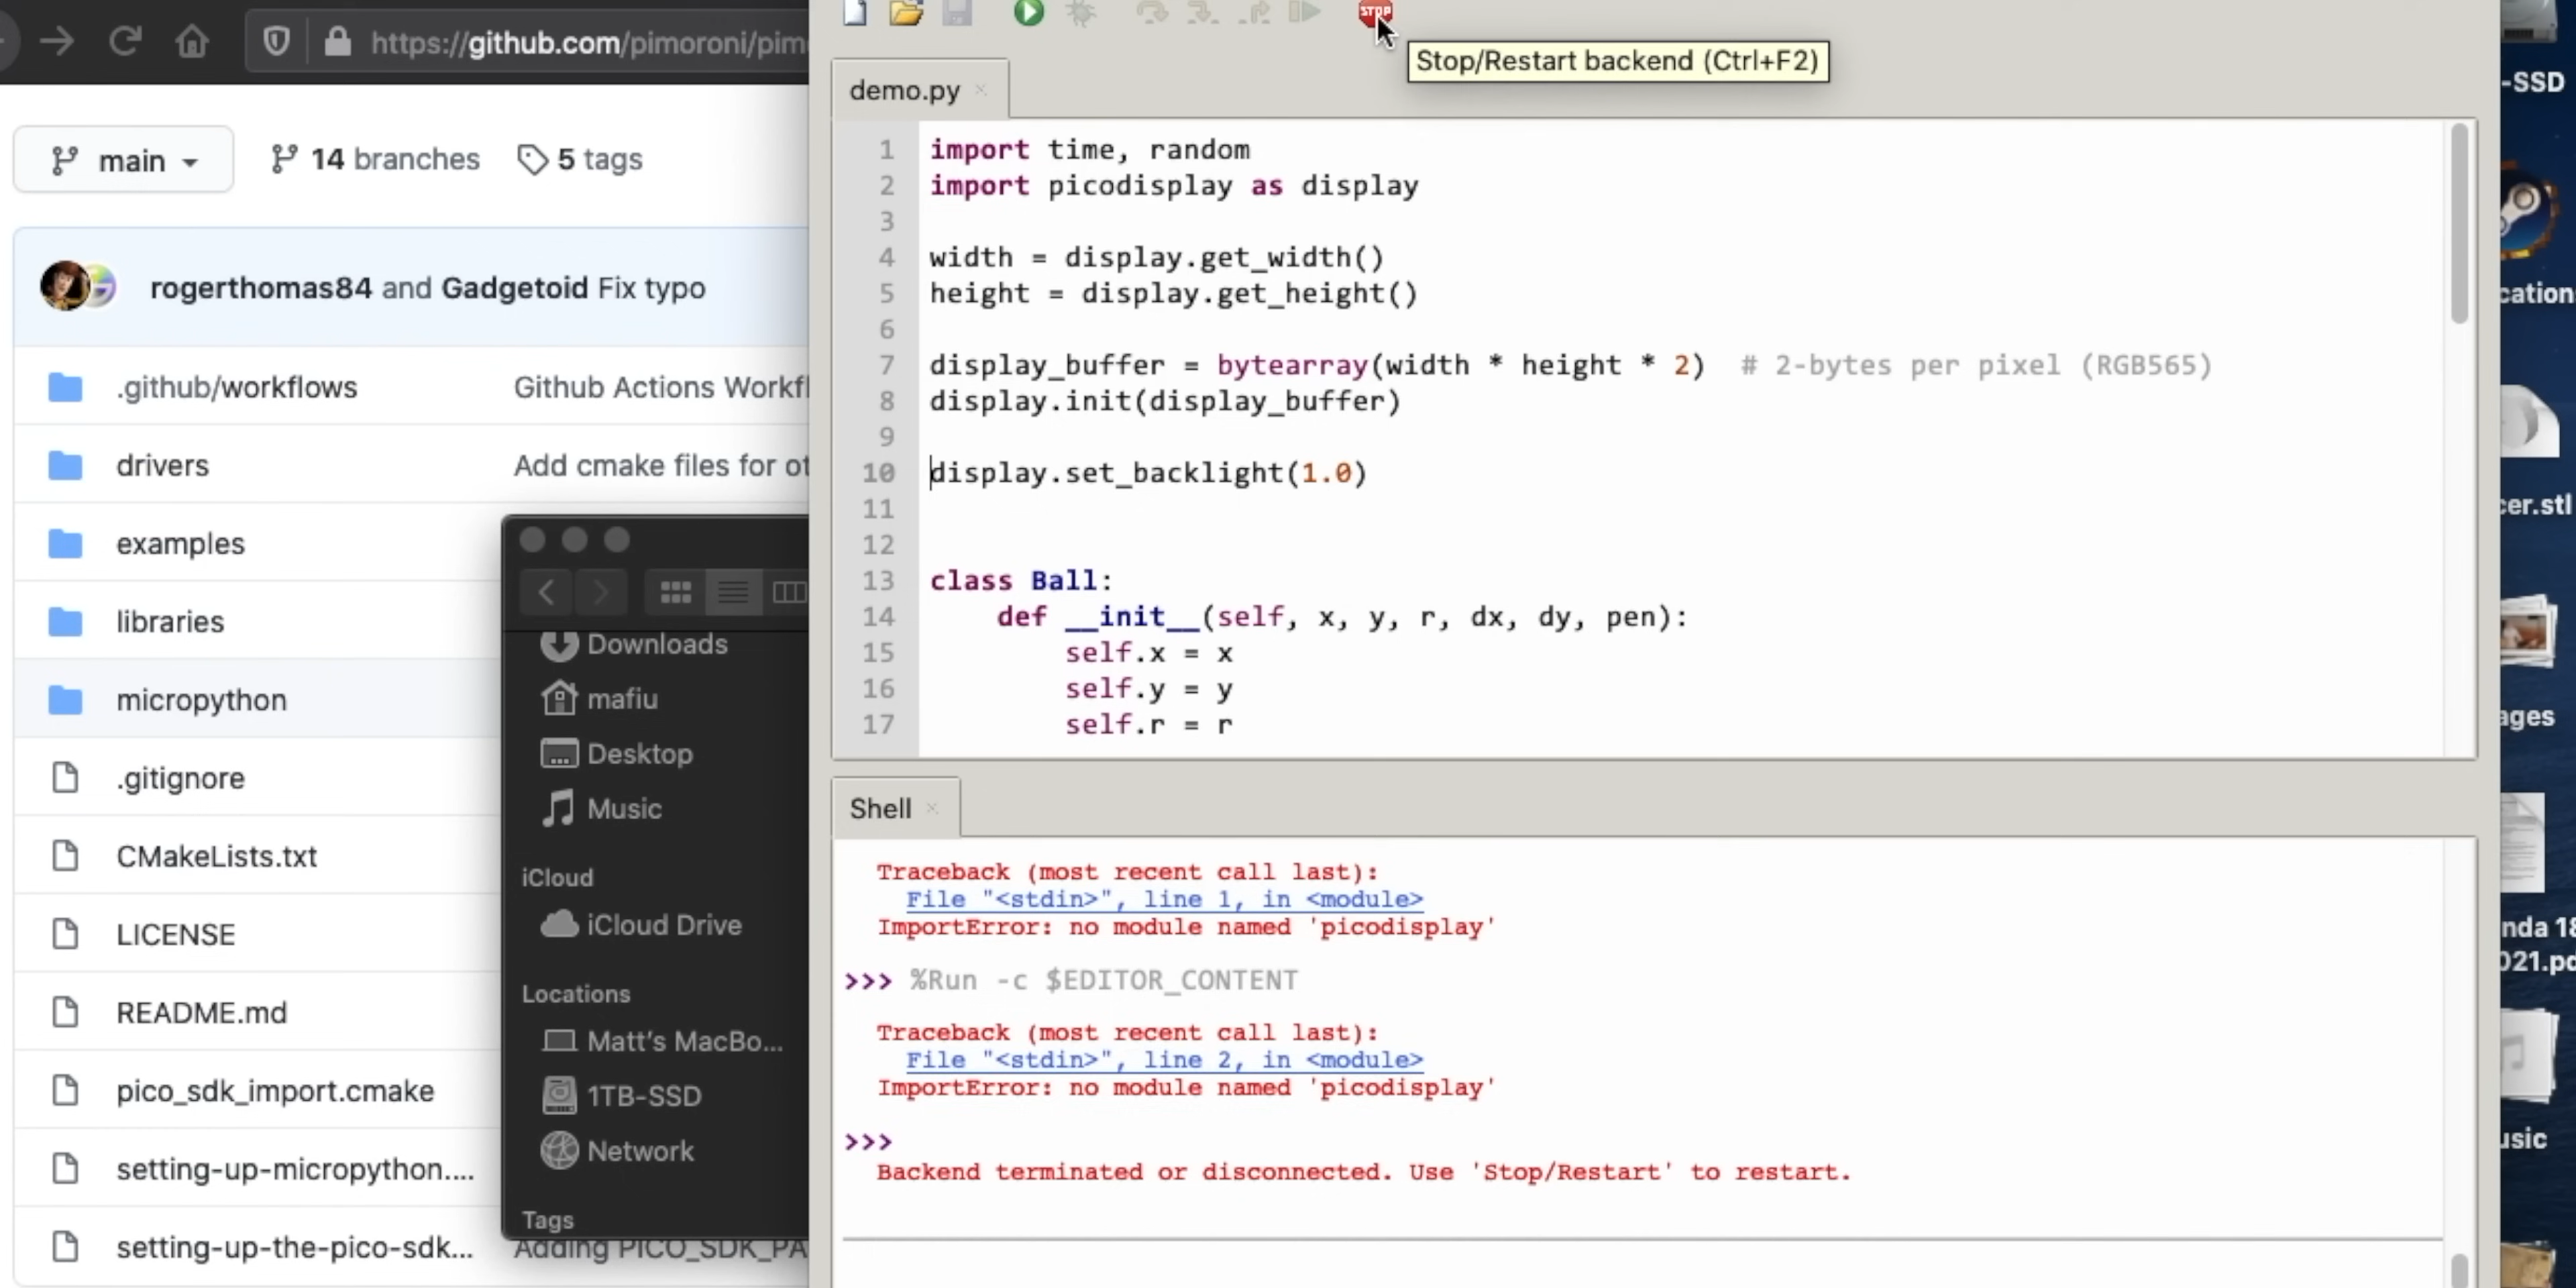 https://github.com/pimoroni/pim
main
14 branches
5 tags
rogerthomas84 and Gadgetoid Fix typo
.github/workflows
Github Actions Workfl
drivers
Add cmake files for ot
examples
libraries
micropython
.gitignore
CMakeLists.txt
LICENSE
README.md
pico_sdk_import.cmake
setting-up-micropython....
setting-up-the-pico-sdk...
Adding PICO_SDK_PA
Downloads
mafiu
Desktop
Music
iCloud
iCloud Drive
Locations
Matt's MacBo...
1TB-SSD
Network
Tags
STOP
Stop/Restart backend (Ctrl+F2)
demo.py
1 import time, random
2 import picodisplay as display
3
4 width = display.get_width()
5 height = display.get_height()
6
7 display_buffer = bytearray(width * height * 2)  # 2-bytes per pixel (RGB565)
8 display.init(display_buffer)
9
10 display.set_backlight(1.0)
11
12
13 class Ball:
14     def __init__(self, x, y, r, dx, dy, pen):
15         self.x = x
16         self.y = y
17         self.r = r
Shell
Traceback (most recent call last):
File "<stdin>", line 1, in <module>
ImportError: no module named 'picodisplay'
>>> %Run -c $EDITOR_CONTENT
Traceback (most recent call last):
File "<stdin>", line 2, in <module>
ImportError: no module named 'picodisplay'
>>>
Backend terminated or disconnected. Use 'Stop/Restart' to restart.
-SSD
cation
cer.stl
ages
nda 18
021.pd
usic